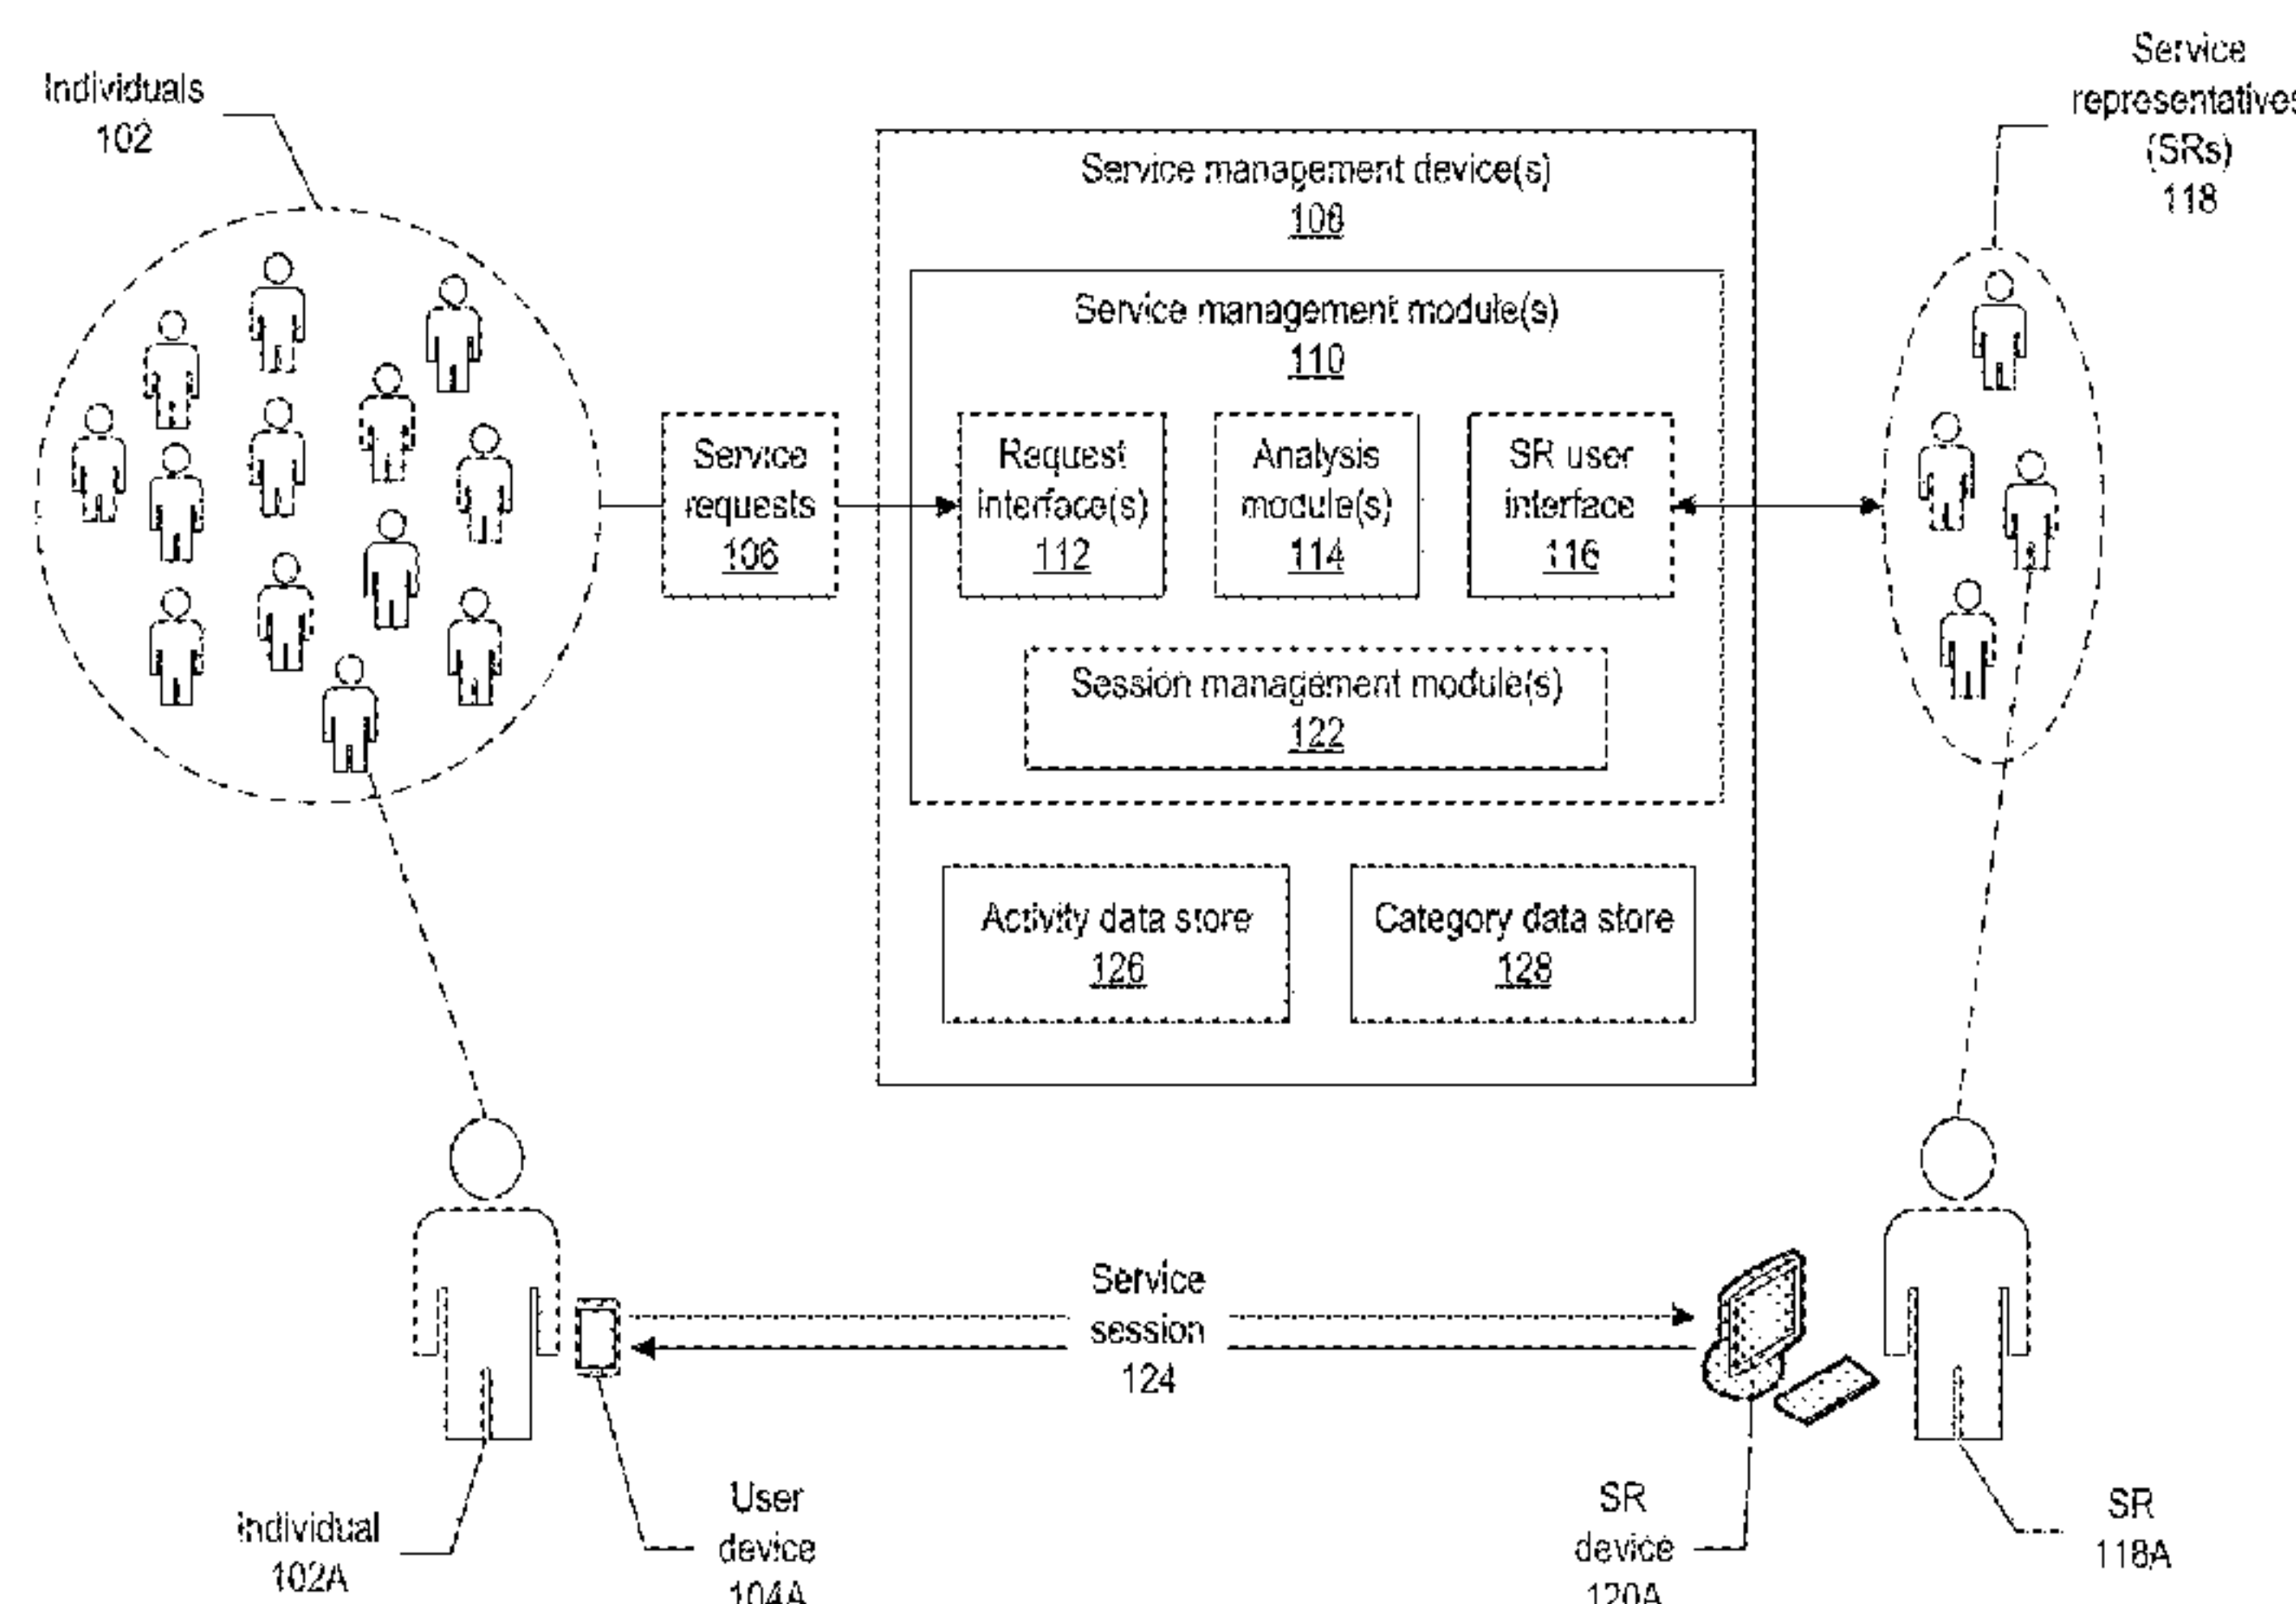 Individuals
102
Service
representatives
(SRs)
118
Service management device(s)
108
Service management module(s)
110
Service
requests
106
Request
interface(s)
112
Analysis
module(s)
114
SR user
interface
116
Session management module(s)
122
Activity data store
126
Category data store
128
Service
session
124
Individual
102A
User
device
104A
SR
device
120A
SR
118A